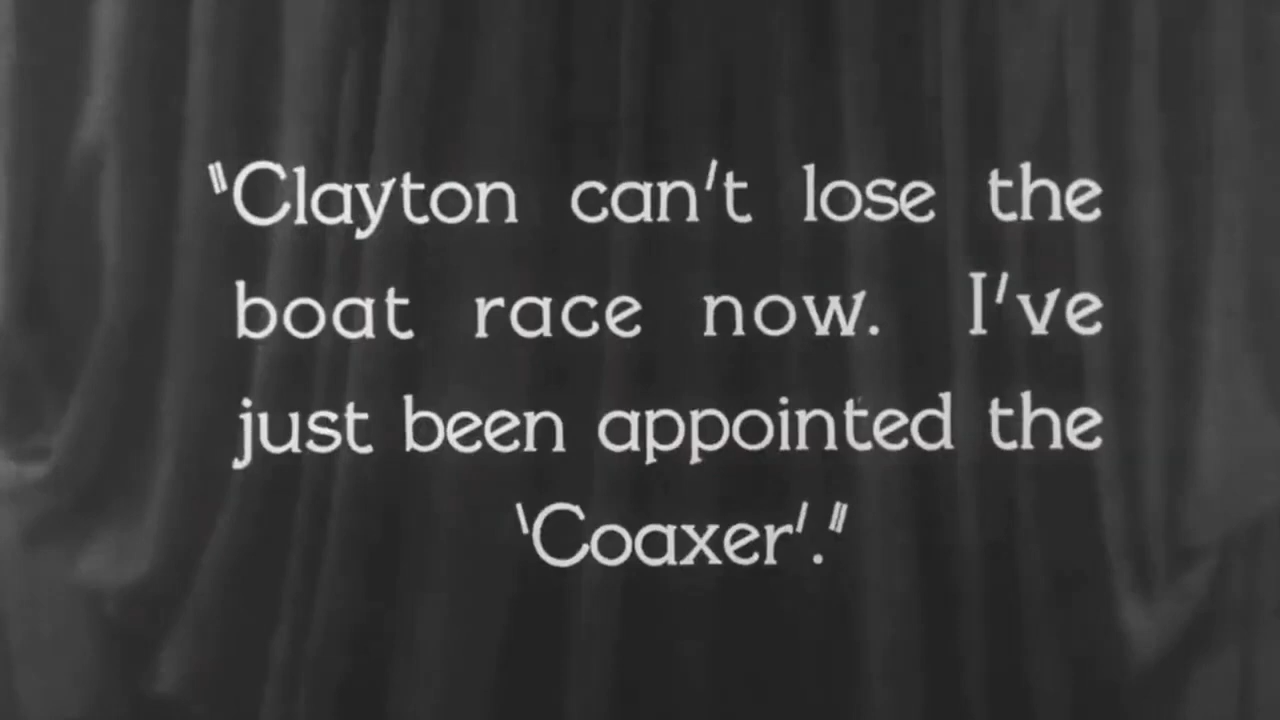 "Clayton can't lose the
boat race now. I've
just been appointed the
'Coaxer'."